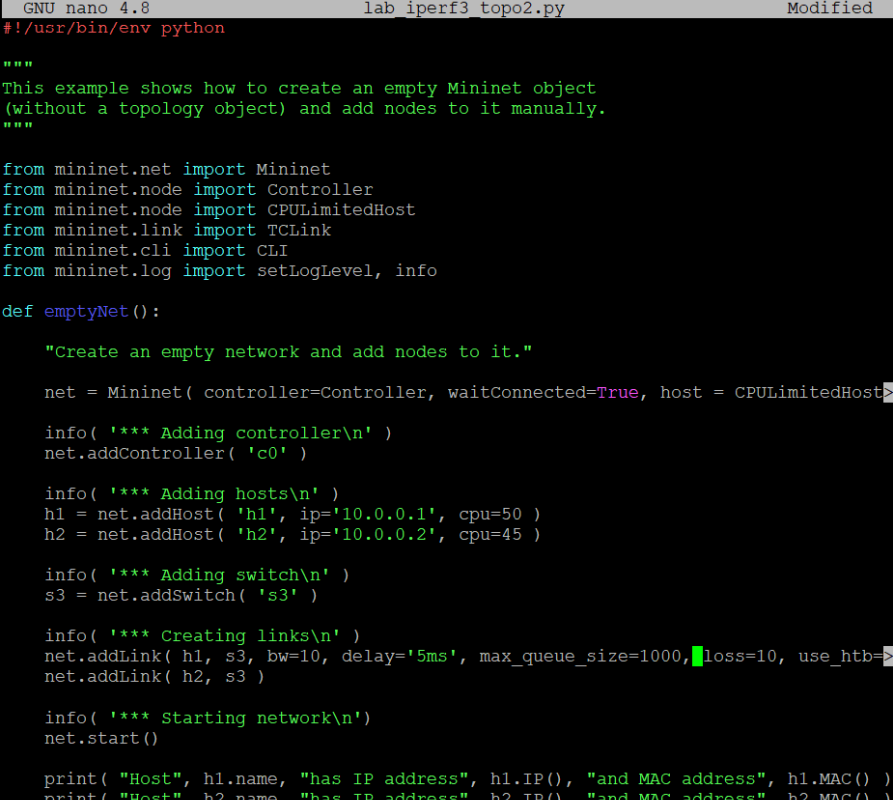 GNU nano 4.8 lab_iperf3_topo2.py Modified
#!/usr/bin/env python
"""
This example shows how to create an empty Mininet object
(without a topology object) and add nodes to it manually.
"""
from mininet.net import Mininet
from mininet.node import Controller
from mininet.node import CPULimitedHost
from mininet.link import TCLink
from mininet.cli import CLI
from mininet.log import setLogLevel, info
def emptyNet():
"Create an empty network and add nodes to it."
net = Mininet( controller=Controller, waitConnected=True, host = CPULimitedHost>
info( '*** Adding controller\n' )
net.addController( 'c0' )
info( '*** Adding hosts\n' )
h1 = net.addHost( 'h1', ip='10.0.0.1', cpu=50 )
h2 = net.addHost( 'h2', ip='10.0.0.2', cpu=45 )
info( '*** Adding switch\n' )
s3 = net.addSwitch( 's3' )
info( '*** Creating links\n' )
net.addLink( h1, s3, bw=10, delay='5ms', max_queue_size=1000, loss=10, use_htb=>
net.addLink( h2, s3 )
info( '*** Starting network\n')
net.start()
print( "Host", h1.name, "has IP address", h1.IP(), "and MAC address", h1.MAC() )
print( "Host", h2.name, "has IP address", h2.IP(), "and MAC address", h2.MAC() )